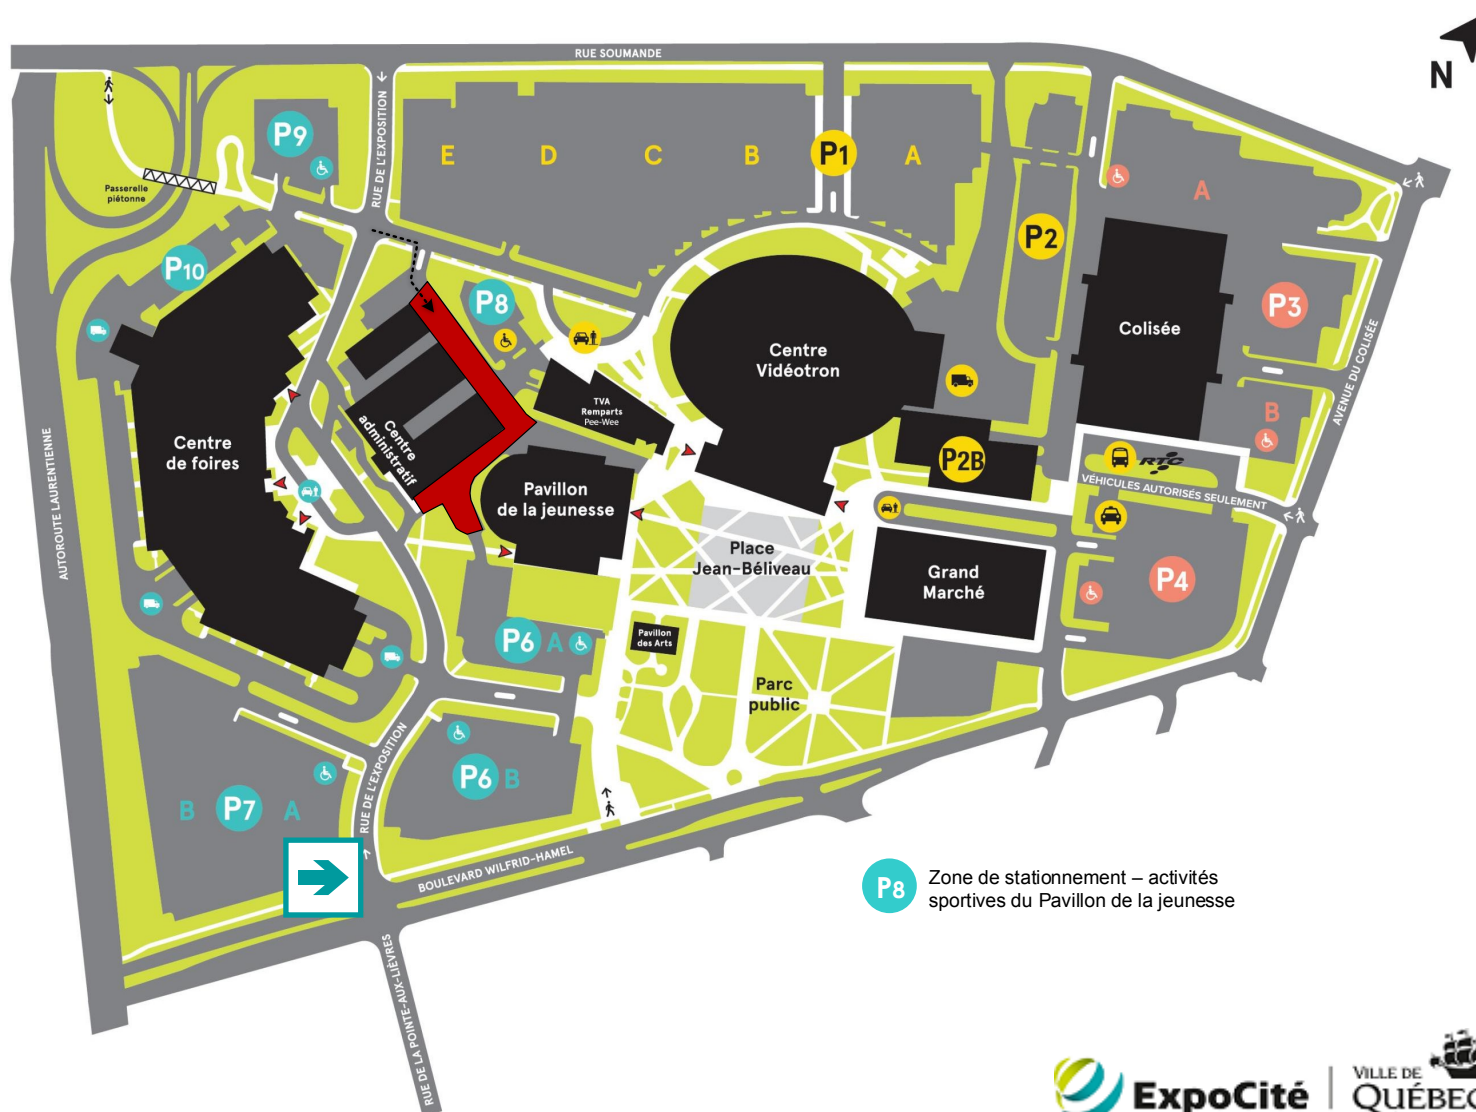 RUE SOUMANDE
N
P9
RUE DE L'EXPOSITION
E
D
C
B
P1
A
A
Passerelle
piétonne
P2
P10
P8
P3
Colisée
Centre
Vidéotron
AVENUE DU COLISÉE
TVA
Remparts
Pee-Wee
B
Centre
de foires
Centre
administratif
P2B
RTC
VÉHICULES AUTORISÉS SEULEMENT
AUTOROUTE LAURENTIENNE
Pavillon
de la jeunesse
Place
Jean-Béliveau
Grand
Marché
P4
P6 A
Pavillon
des Arts
Parc
public
RUE DE L'EXPOSITION
P6 B
B P7 A
BOULEVARD WILFRID-HAMEL
P8
Zone de stationnement – activités
sportives du Pavillon de la jeunesse
RUE DE LA POINTE-AUX-LIÈVRES
ExpoCité
VILLE DE
QUÉBEC